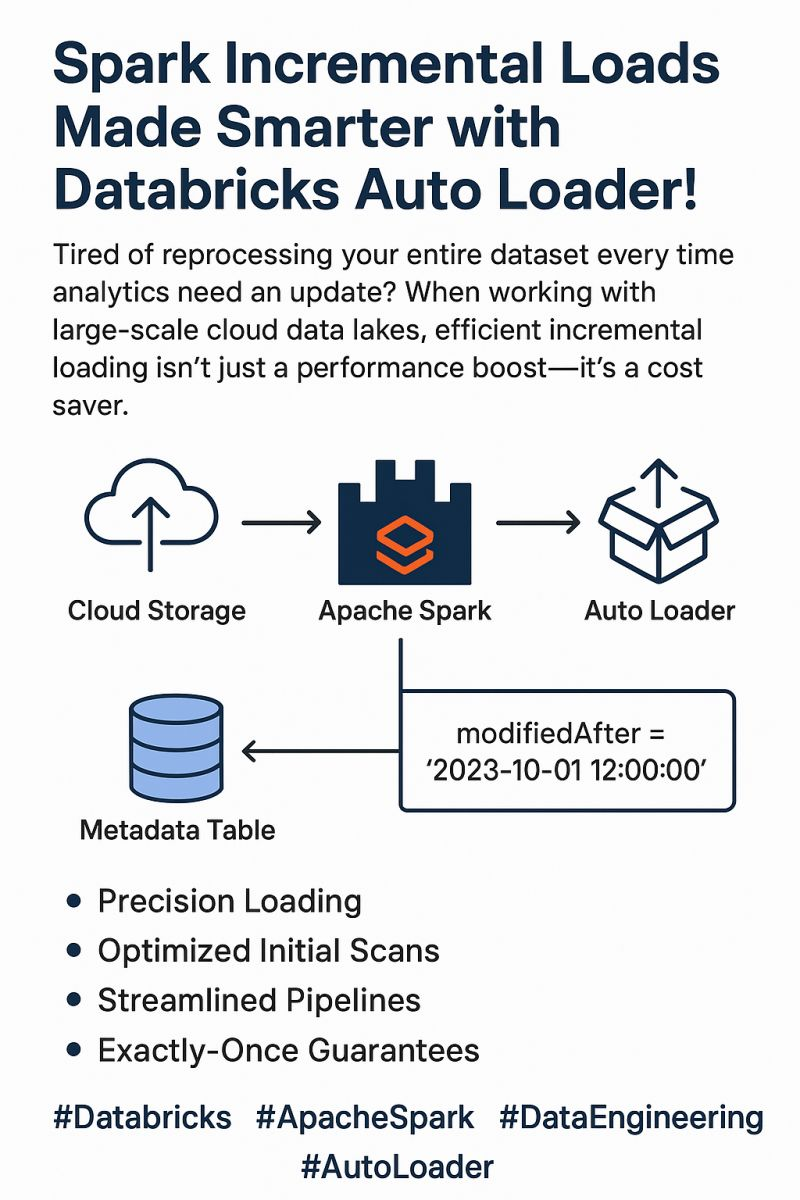 Spark Incremental Loads
Made Smarter with
Databricks Auto Loader!
Tired of reprocessing your entire dataset every time
analytics need an update? When working with
large-scale cloud data lakes, efficient incremental
loading isn’t just a performance boost—it’s a cost
saver.
Cloud Storage
Apache Spark
Auto Loader
modifiedAfter =
‘2023-10-01 12:00:00’
Metadata Table
• Precision Loading
• Optimized Initial Scans
• Streamlined Pipelines
• Exactly-Once Guarantees
#Databricks #ApacheSpark #DataEngineering
#AutoLoader